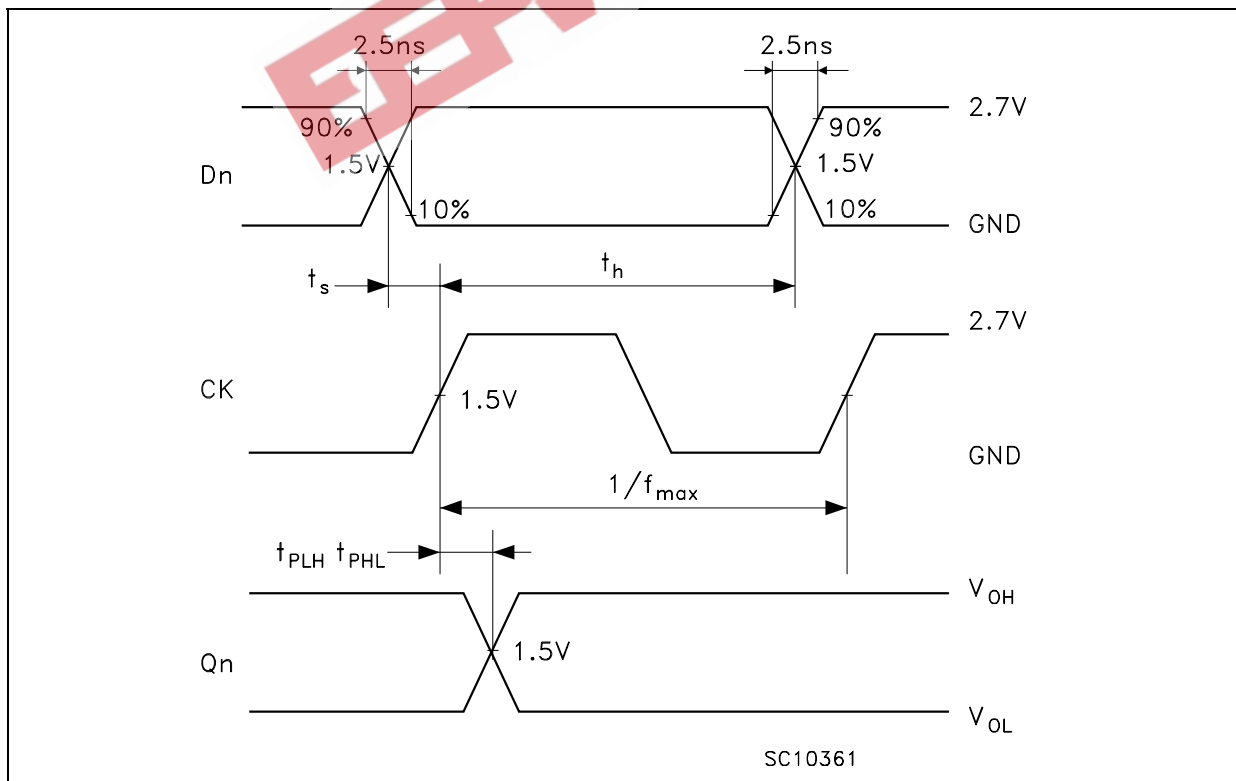 2.5ns 2.5ns
2.7V
90% 90%
Dn 1.5V 1.5V
10% 10%
GND
ts th
2.7V
CK 1.5V
GND
1/fmax
tPLH tPHL
VOH
Qn 1.5V
VOL
SC10361